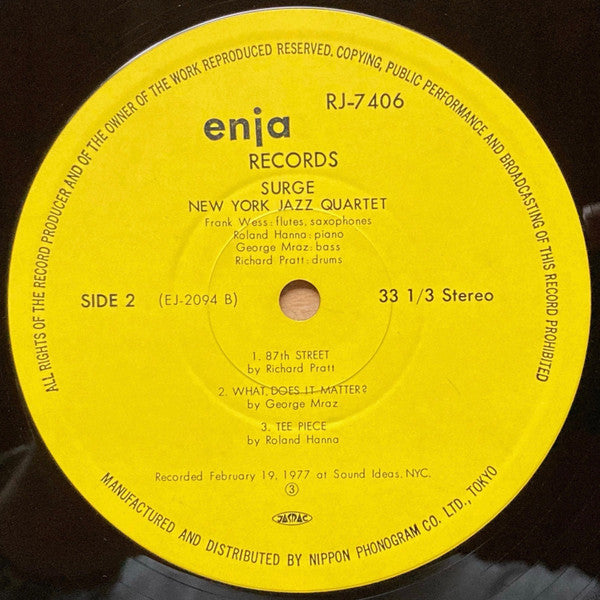 ALL RIGHTS OF THE RECORD PRODUCER AND OF THE OWNER OF THE WORK REPRODUCED RESERVED. COPYING, PUBLIC PERFORMANCE AND BROADCASTING OF THIS RECORD PROHIBITED
RJ-7406
enja
RECORDS
SURGE
NEW YORK JAZZ QUARTET
Frank Wess: flutes, saxophones
Roland Hanna: piano
George Mraz: bass
Richard Pratt: drums
SIDE 2 (EJ-2094 B) 33 1/3 Stereo
1. 87th STREET
by Richard Pratt
2. WHAT DOES IT MATTER?
by George Mraz
3. TEE PIECE
by Roland Hanna
Recorded February 19, 1977 at Sound Ideas, NYC.
③
JASRAC
MANUFACTURED AND DISTRIBUTED BY NIPPON PHONOGRAM CO. LTD., TOKYO